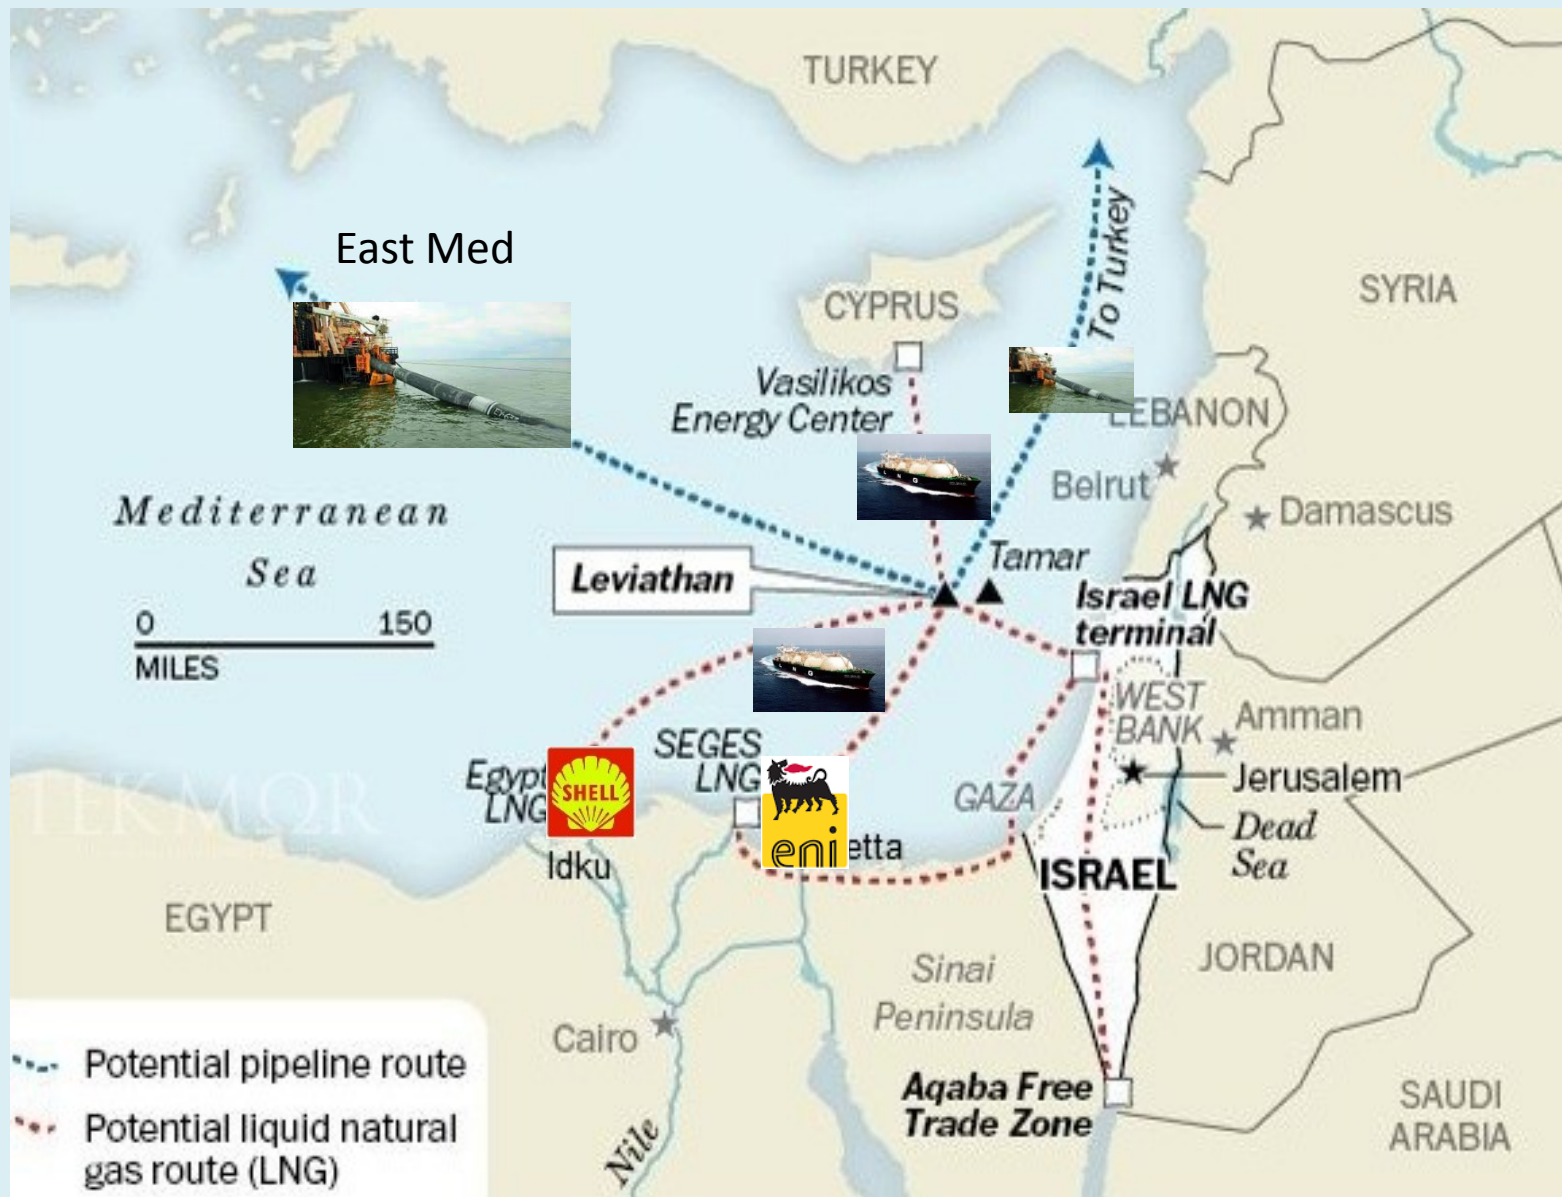 TURKEY
East Med
To Turkey
SYRIA
CYPRUS
Vasilikos
Energy Center
LEBANON
Beirut
Damascus
Mediterranean
Sea
0 150
MILES
Leviathan
Tamar
Israel LNG
terminal
WEST
BANK
Amman
SEGES
LNG
Egypt
LNG
SHELL
Idku
eni
etta
GAZA
Jerusalem
Dead
Sea
ISRAEL
TEKMOR
EGYPT
JORDAN
Sinai
Peninsula
Cairo
Nile
Aqaba Free
Trade Zone
SAUDI
ARABIA
Potential pipeline route
Potential liquid natural
gas route (LNG)